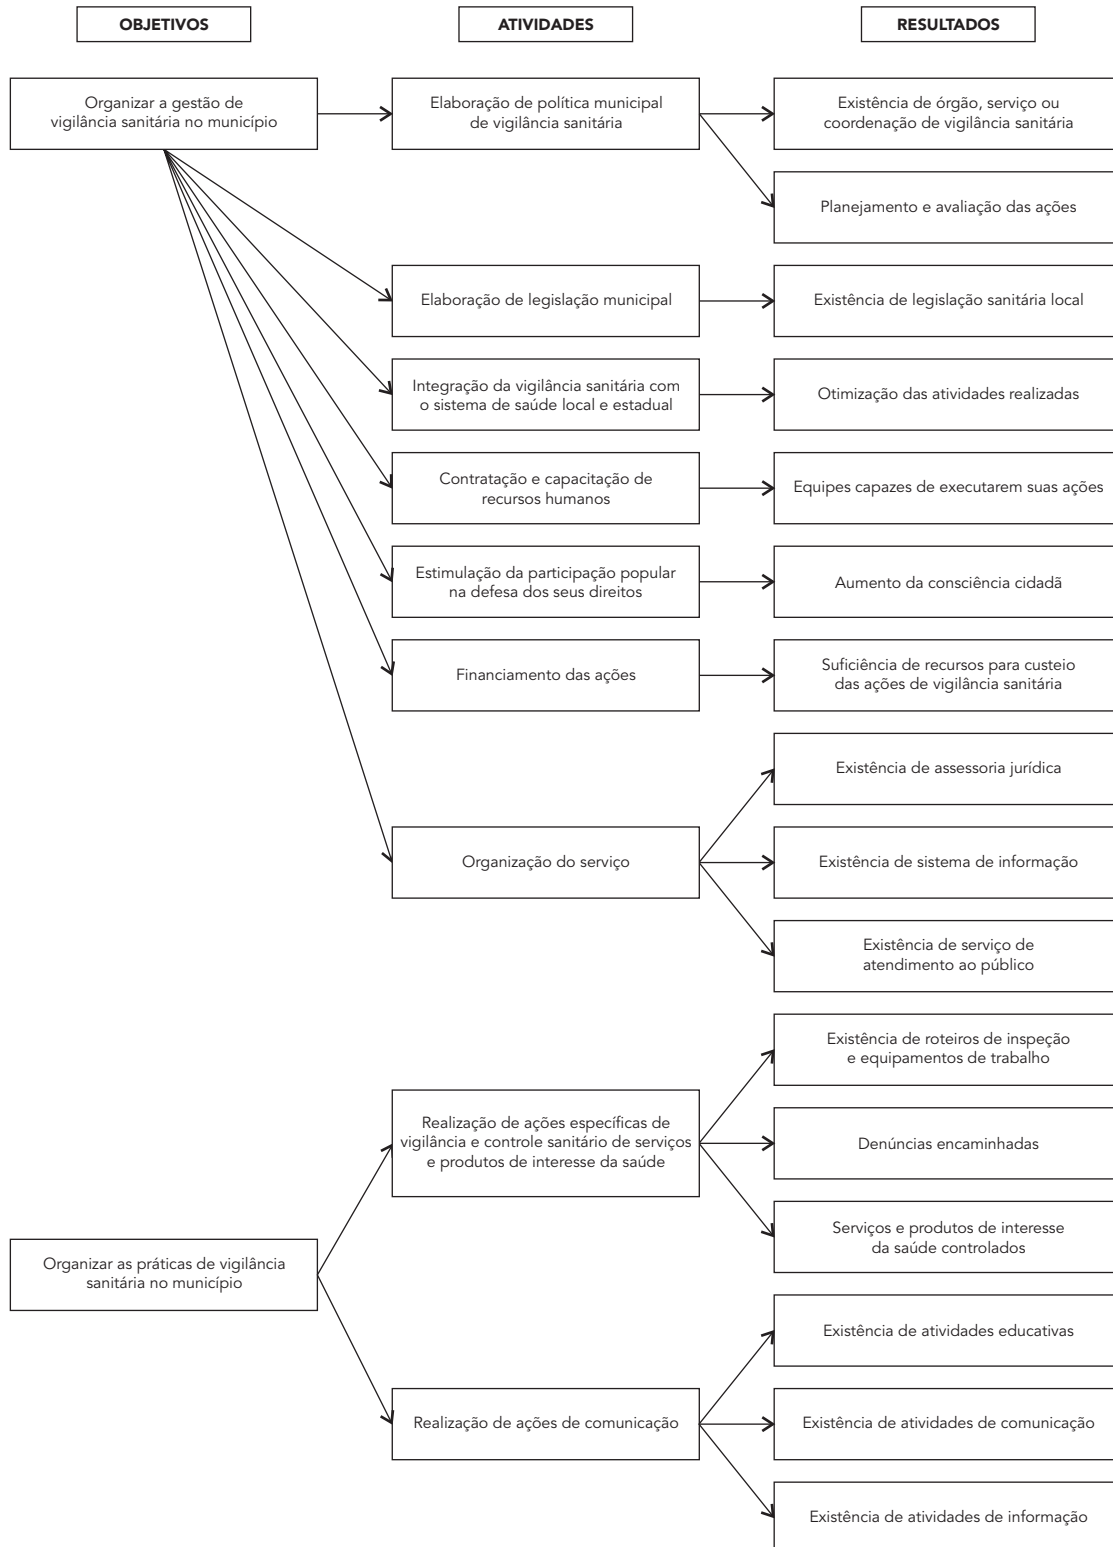 OBJETIVOS
ATIVIDADES
RESULTADOS
Organizar a gestão de
vigilância sanitária no município
Elaboração de política municipal
de vigilância sanitária
Existência de órgão, serviço ou
coordenação de vigilância sanitária
Planejamento e avaliação das ações
Elaboração de legislação municipal
Existência de legislação sanitária local
Integração da vigilância sanitária com
o sistema de saúde local e estadual
Otimização das atividades realizadas
Contratação e capacitação de
recursos humanos
Equipes capazes de executarem suas ações
Estimulação da participação popular
na defesa dos seus direitos
Aumento da consciência cidadã
Financiamento das ações
Suficiência de recursos para custeio
das ações de vigilância sanitária
Organização do serviço
Existência de assessoria jurídica
Existência de sistema de informação
Existência de serviço de
atendimento ao público
Organizar as práticas de vigilância
sanitária no município
Realização de ações específicas de
vigilância e controle sanitário de serviços
e produtos de interesse da saúde
Existência de roteiros de inspeção
e equipamentos de trabalho
Denúncias encaminhadas
Serviços e produtos de interesse
da saúde controlados
Realização de ações de comunicação
Existência de atividades educativas
Existência de atividades de comunicação
Existência de atividades de informação